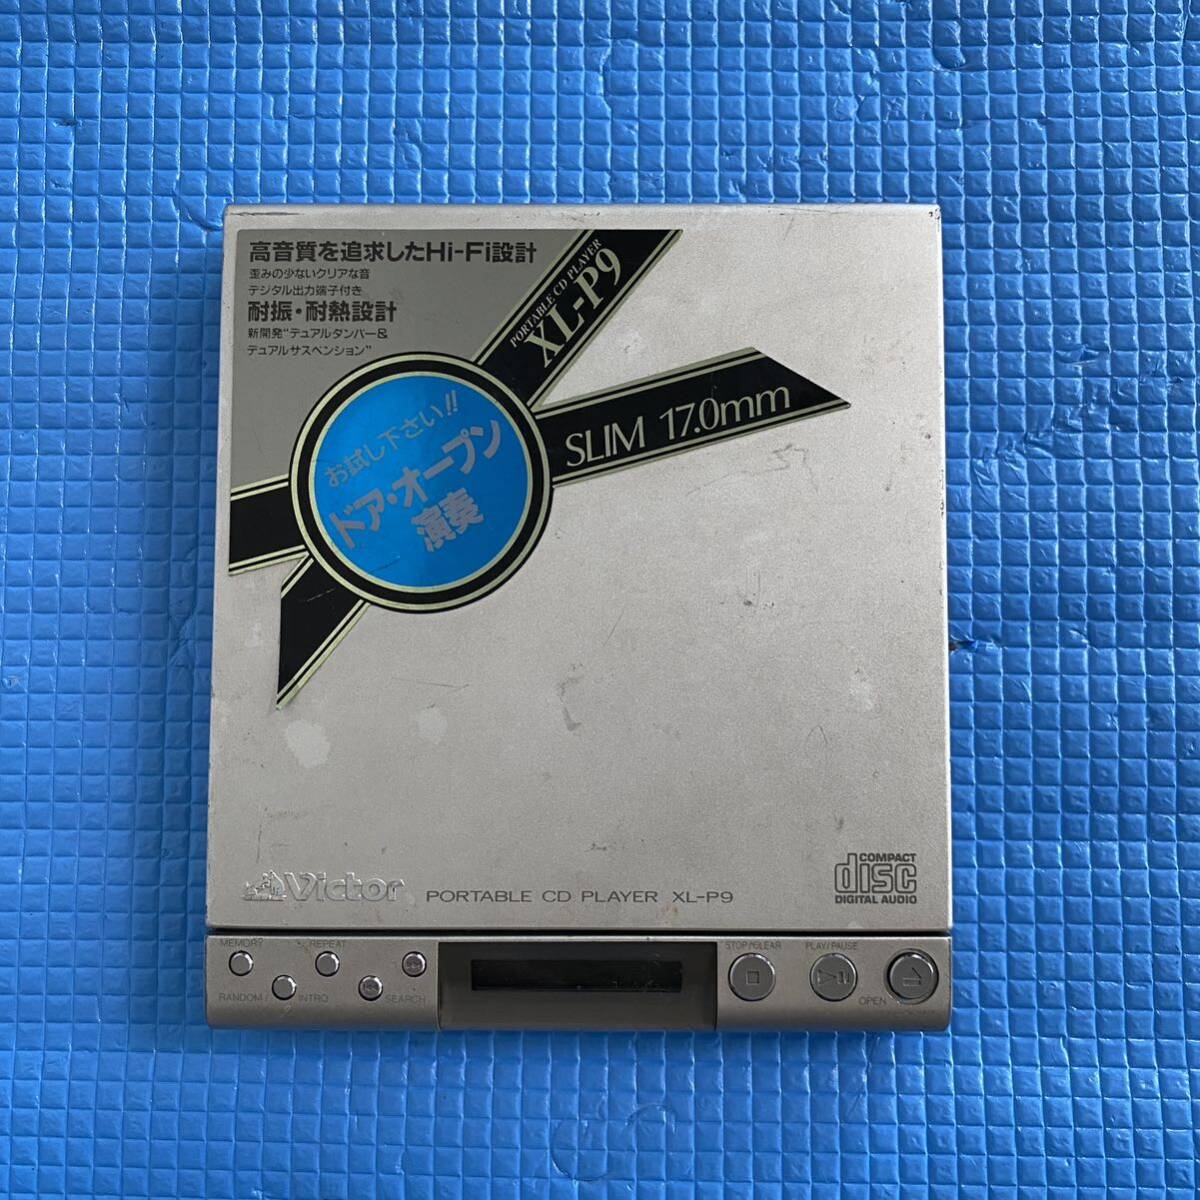 高音質を追求したHi-Fi設計
歪みの少ないクリアな音
デジタル出力端子付き
耐振・耐熱設計
新開発"デュアルダンパー&
デュアルサスペンション"
PORTABLE CD PLAYER
XL-P9
SLIM 17.0mm
お試し下さい!!
ドア・オープン
演奏
Victor PORTABLE CD PLAYER XL-P9
COMPACT
disc
DIGITAL AUDIO
MEMORY REPEAT STOP/CLEAR PLAY/PAUSE
RANDOM INTRO SEARCH OPEN